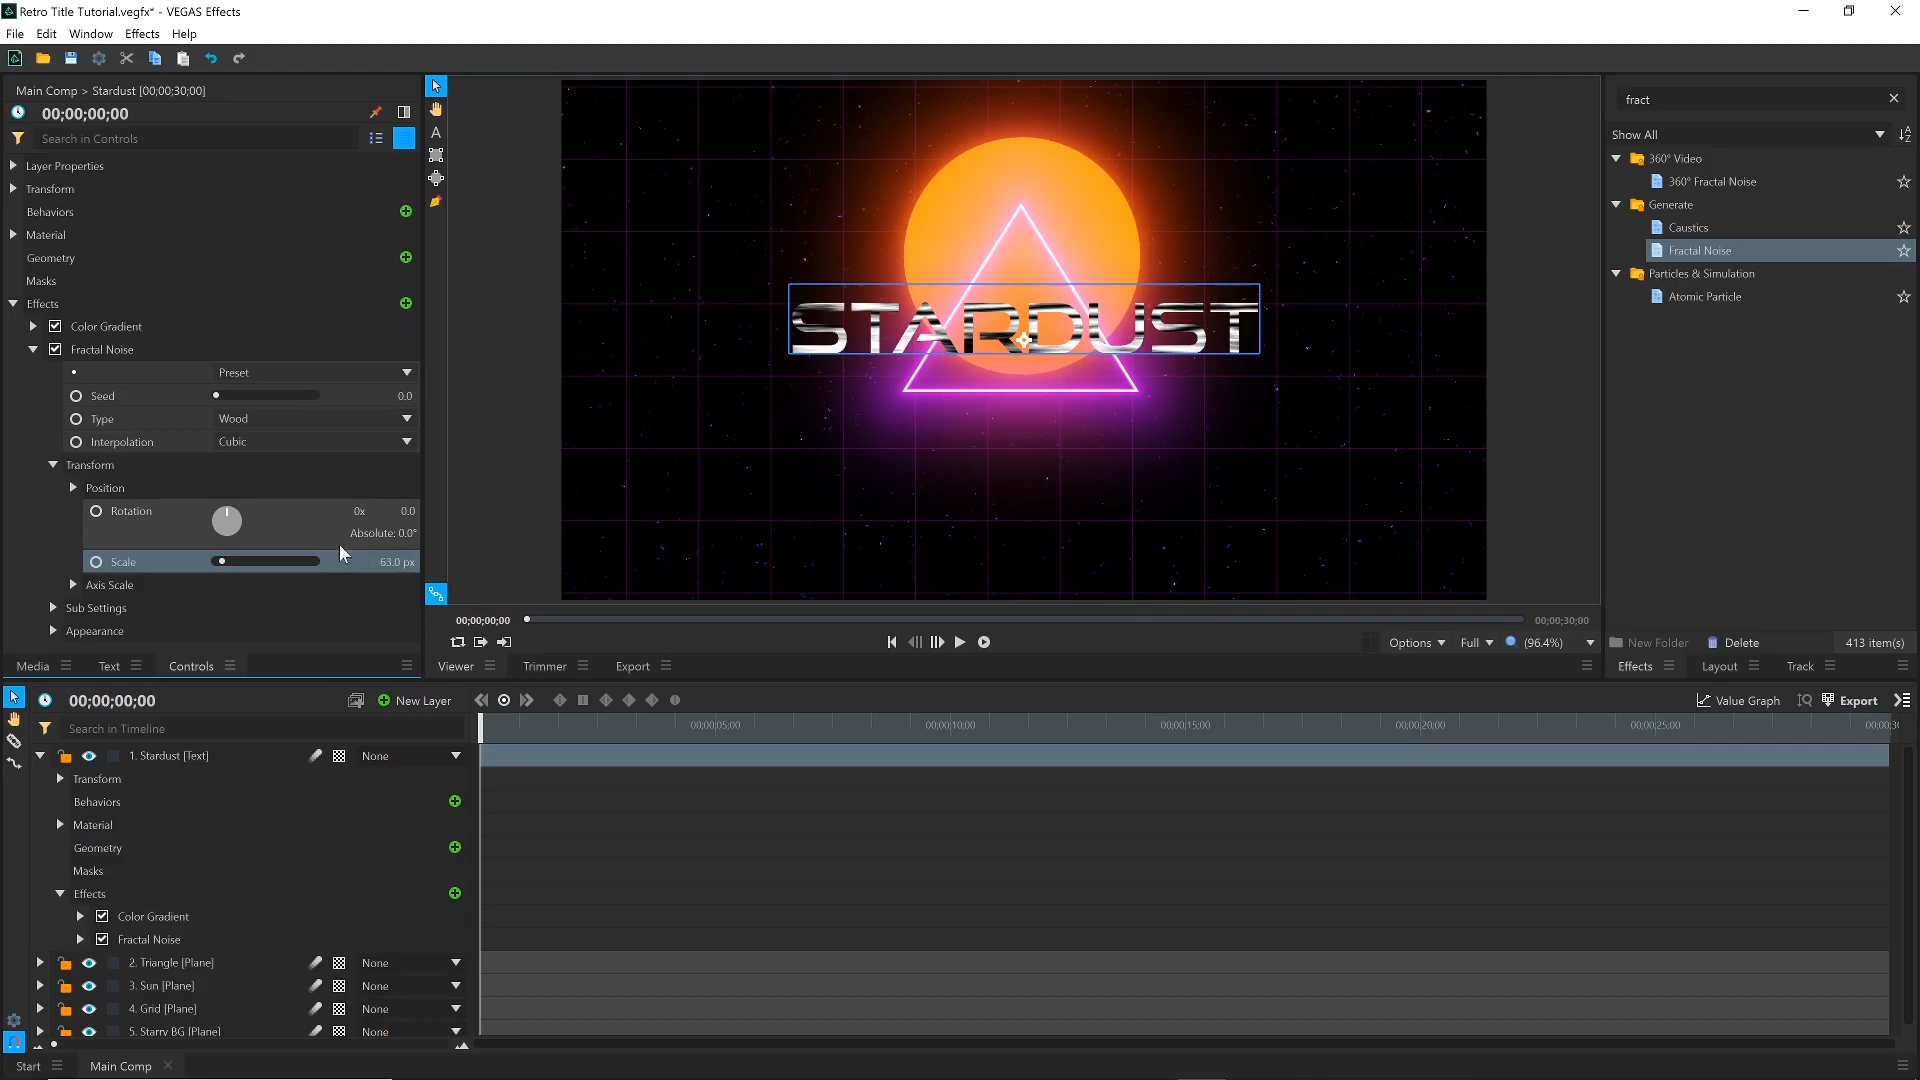 Retro Title Tutorial.vegfx* - VEGAS Effects
File Edit Window Effects Help
Main Comp > Stardust [00;00;30;00]
00;00;00;00
Search in Controls
Layer Properties
Transform
Behaviors
Material
Geometry
Masks
Effects
Color Gradient
Fractal Noise
Preset
Seed 0.0
Type Wood
Interpolation Cubic
Transform
Position
Rotation 0x 0.0
Absolute: 0.0°
Scale 63.0 px
Axis Scale
Sub Settings
Appearance
Media Text Controls
A
STARDUST
00;00;00;00 00;00;30;00
Options Full (96.4%)
Viewer Trimmer Export
fract
Show All
360° Video
360° Fractal Noise
Generate
Caustics
Fractal Noise
Particles & Simulation
Atomic Particle
New Folder Delete 413 item(s)
Effects Layout Track
00;00;00;00 New Layer Value Graph Export
Search in Timeline
00;00;05;00 00;00;10;00 00;00;15;00 00;00;20;00 00;00;25;00 00;00;30
1. Stardust [Text] None
Transform
Behaviors
Material
Geometry
Masks
Effects
Color Gradient
Fractal Noise
2. Triangle [Plane] None
3. Sun [Plane] None
4. Grid [Plane] None
5. Starry BG [Plane] None
Start Main Comp